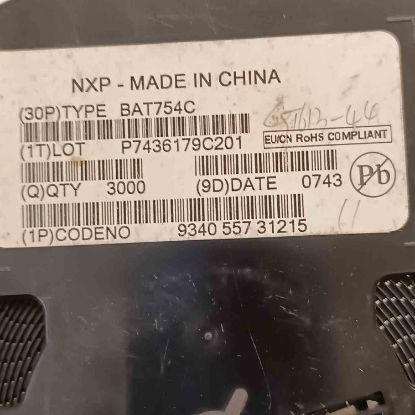 NXP - MADE IN CHINA
(30P)TYPE BAT754C
EU/CN RoHS COMPLIANT
(1T)LOT P7436179C201
(Q)QTY 3000 (9D)DATE 0743
Pb
(1P)CODENO 9340 557 31215
11